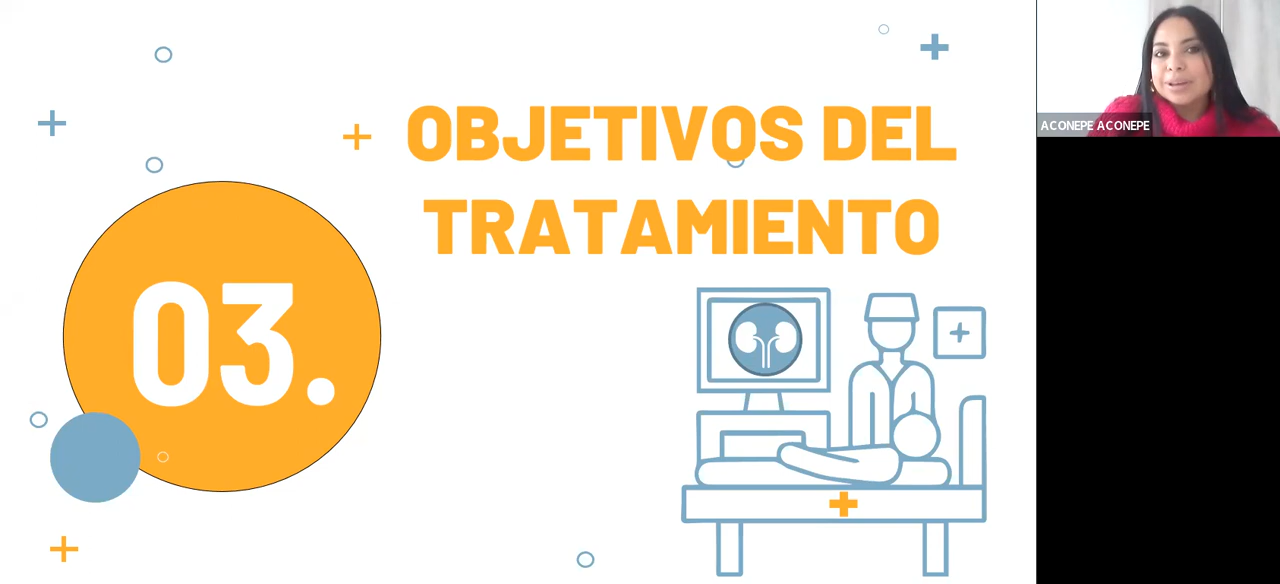 OBJETIVOS DEL
TRATAMIENTO
03.
ACONEPE ACONEPE